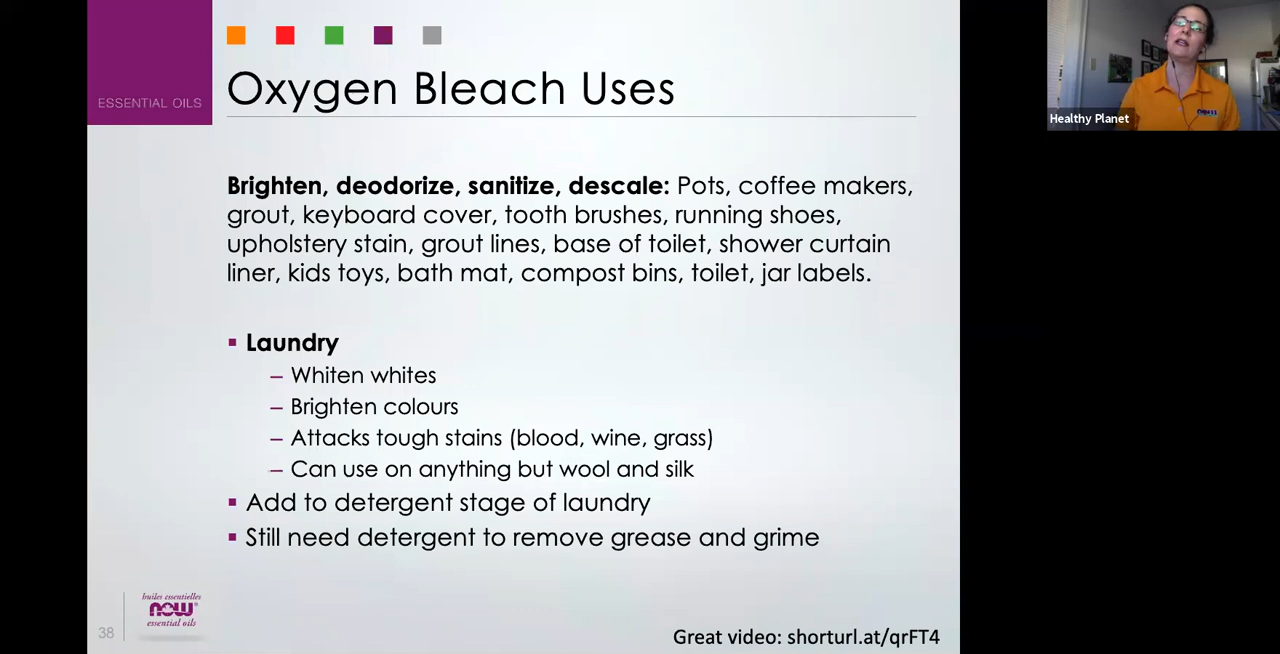 ESSENTIAL OILS
Oxygen Bleach Uses
Brighten, deodorize, sanitize, descale: Pots, coffee makers,
grout, keyboard cover, tooth brushes, running shoes,
upholstery stain, grout lines, base of toilet, shower curtain
liner, kids toys, bath mat, compost bins, toilet, jar labels.
▪ Laundry
– Whiten whites
– Brighten colours
– Attacks tough stains (blood, wine, grass)
– Can use on anything but wool and silk
▪ Add to detergent stage of laundry
▪ Still need detergent to remove grease and grime
38
huiles essentielles
NOW®
essential oils
Great video: shorturl.at/qrFT4
Healthy Planet